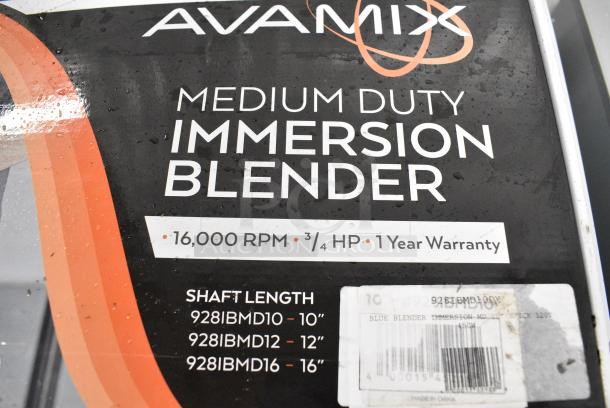 AVAMIX
MEDIUM DUTY
IMMERSION
BLENDER
• 16,000 RPM • 3/4 HP • 1 Year Warranty
SHAFT LENGTH
928IBMD10 - 10"
928IBMD12 - 12"
928IBMD16 - 16"
10
BLUE BLENDER IMMERSION
MADE IN CHINA